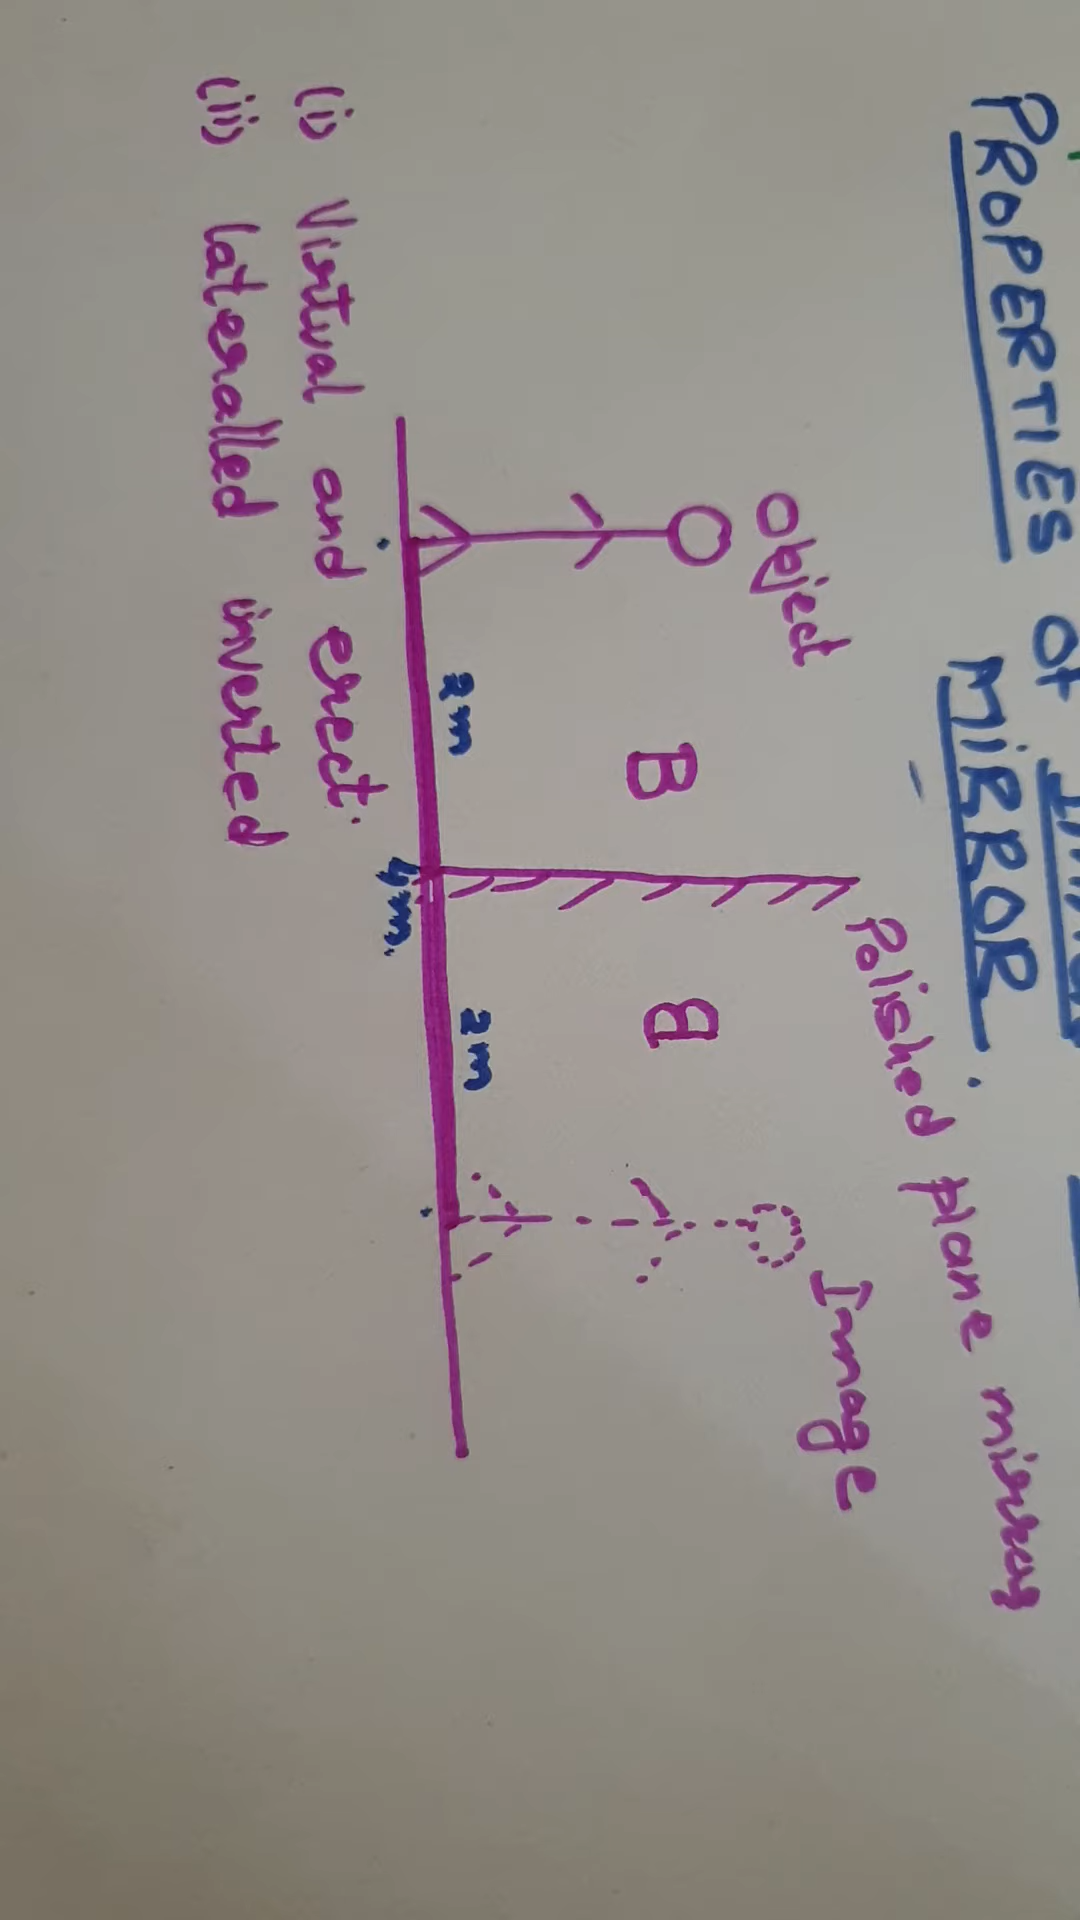 PROPERTIES Of
MIRROR.
Polished plane mirror
Object
Image
B
B
2m
2m
4m.
(i) Virtual and erect.
(ii) Lateralled inverted